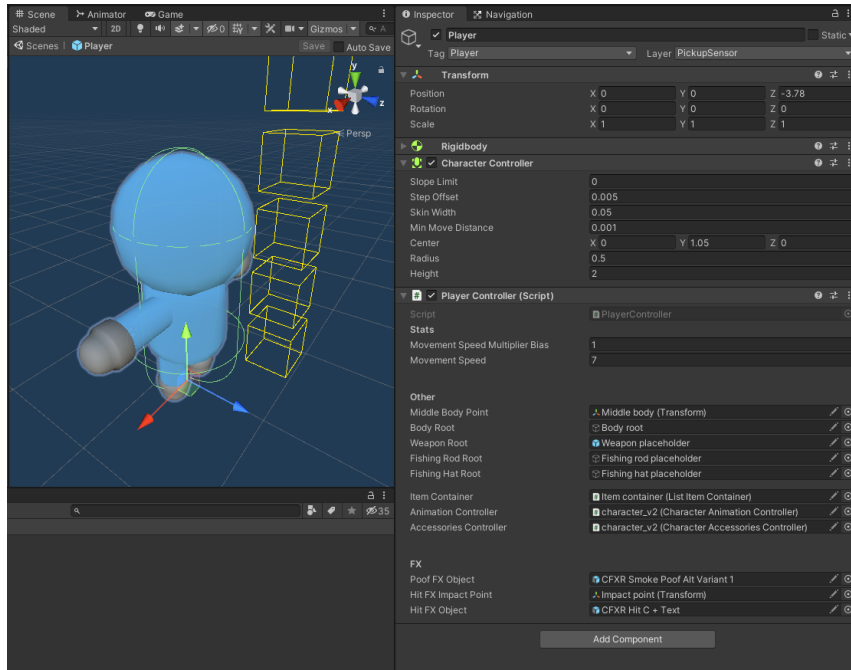 Scene Animator Game
Shaded 2D 0 Gizmos A
Scenes Player Save Auto Save
y
x z
Persp
35
Inspector Navigation
Player Static
Tag Player Layer PickupSensor
Transform
Position X 0 Y 0 Z -3.78
Rotation X 0 Y 0 Z 0
Scale X 1 Y 1 Z 1
Rigidbody
Character Controller
Slope Limit 0
Step Offset 0.005
Skin Width 0.05
Min Move Distance 0.001
Center X 0 Y 1.05 Z 0
Radius 0.5
Height 2
# Player Controller (Script)
Script PlayerController
Stats
Movement Speed Multiplier Bias 1
Movement Speed 7
Other
Middle Body Point Middle body (Transform)
Body Root Body root
Weapon Root Weapon placeholder
Fishing Rod Root Fishing rod placeholder
Fishing Hat Root Fishing hat placeholder
Item Container Item container (List Item Container)
Animation Controller character_v2 (Character Animation Controller)
Accessories Controller character_v2 (Character Accessories Controller)
FX
Poof FX Object CFXR Smoke Poof Alt Variant 1
Hit FX Impact Point Impact point (Transform)
Hit FX Object CFXR Hit C + Text
Add Component